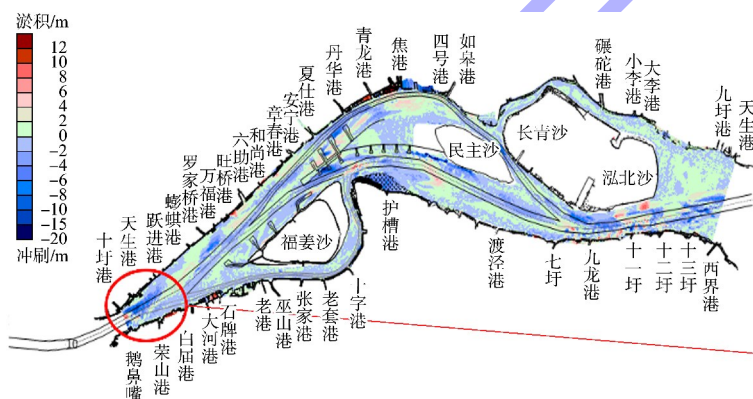 淤积/m
12
10
8
6
4
2
0
-2
-4
-6
-8
-10
-15
-20
冲刷/m
十圩港
天生港
跃进港
蟛蜞港
罗家桥港
万福港
旺桥港
六助港
和尚港
章春港
安宁港
夏仕港
丹华港
青龙港
焦港
四号港
如皋港
碾砣港
小李港
大李港
九圩港
天生港
民主沙
长青沙
泓北沙
福姜沙
鹅鼻嘴
荣山港
白屈港
大河港
石牌港
老港
巫山港
张家港
老套港
十字港
护槽港
渡泾港
七圩
九龙港
十一圩
十二圩
十三圩
西界港